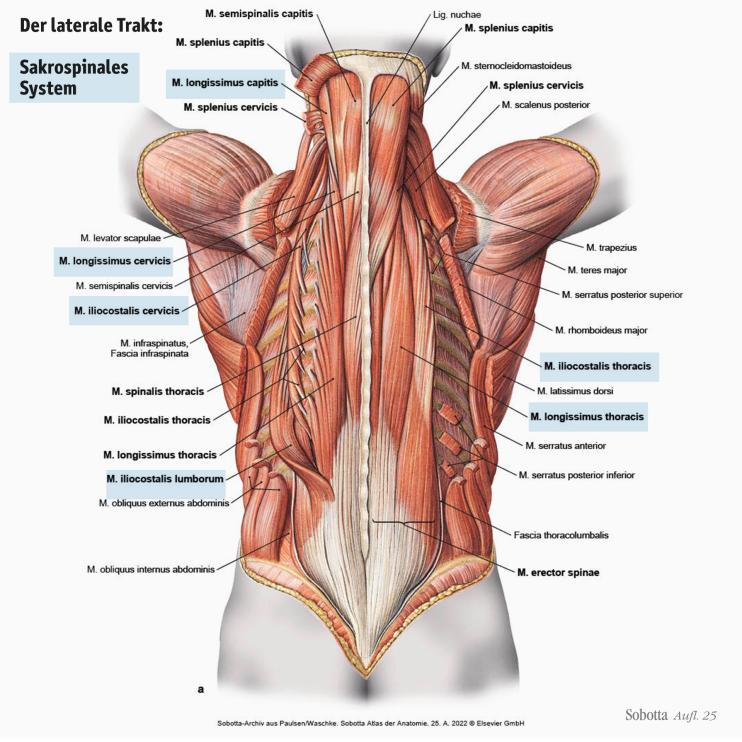 Der laterale Trakt:
Sakrospinales
System
M. semispinalis capitis
M. splenius capitis
M. longissimus capitis
M. splenius cervicis
M. levator scapulae
M. longissimus cervicis
M. semispinalis cervicis
M. iliocostalis cervicis
M. infraspinatus,
Fascia infraspinata
M. spinalis thoracis
M. iliocostalis thoracis
M. longissimus thoracis
M. iliocostalis lumborum
M. obliquus externus abdominis
M. obliquus internus abdominis
Lig. nuchae
M. splenius capitis
M. sternocleidomastoideus
M. splenius cervicis
M. scalenus posterior
M. trapezius
M. teres major
M. serratus posterior superior
M. rhomboideus major
M. iliocostalis thoracis
M. latissimus dorsi
M. longissimus thoracis
M. serratus anterior
M. serratus posterior inferior
Fascia thoracolumbalis
M. erector spinae
a
Sobotta Aufl. 25
Sobotta-Archiv aus Paulsen/Waschke. Sobotta Atlas der Anatomie. 25. A. 2022 © Elsevier GmbH